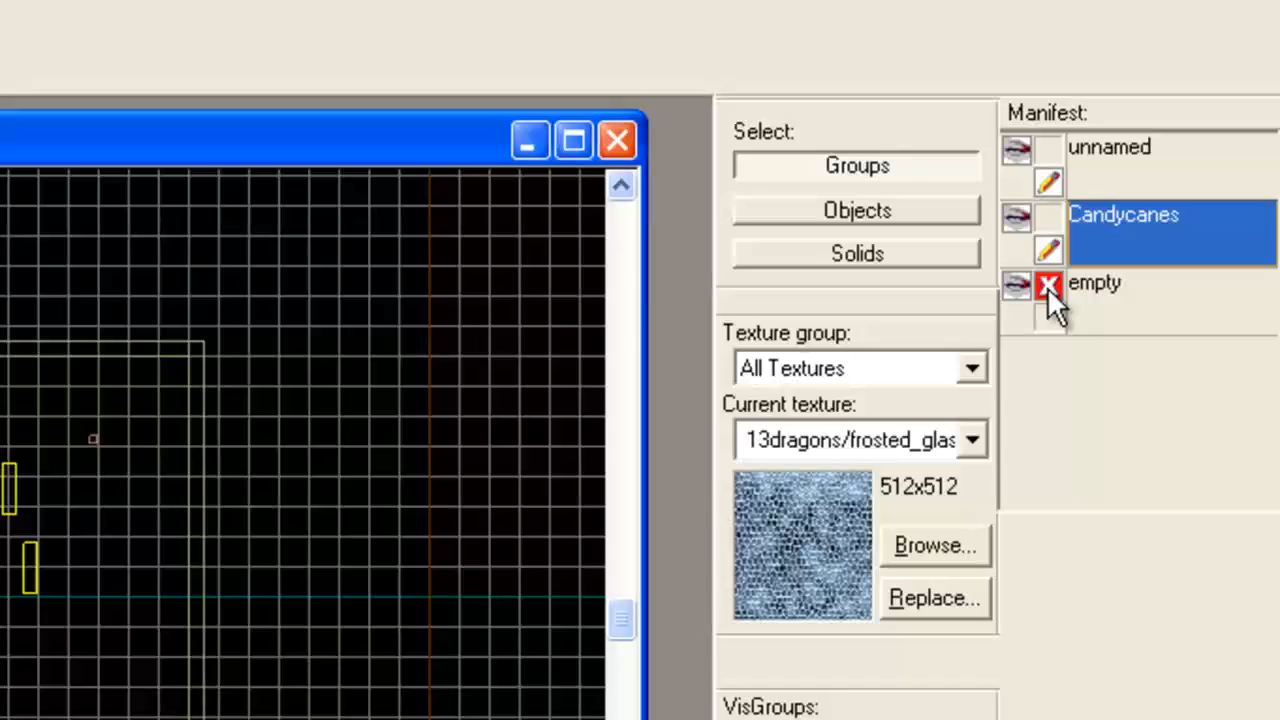 Select:
Groups
Objects
Solids
Texture group:
All Textures
Current texture:
13dragons/frosted_glas
512x512
Browse...
Replace...
VisGroups:
Manifest:
unnamed
Candycanes
empty